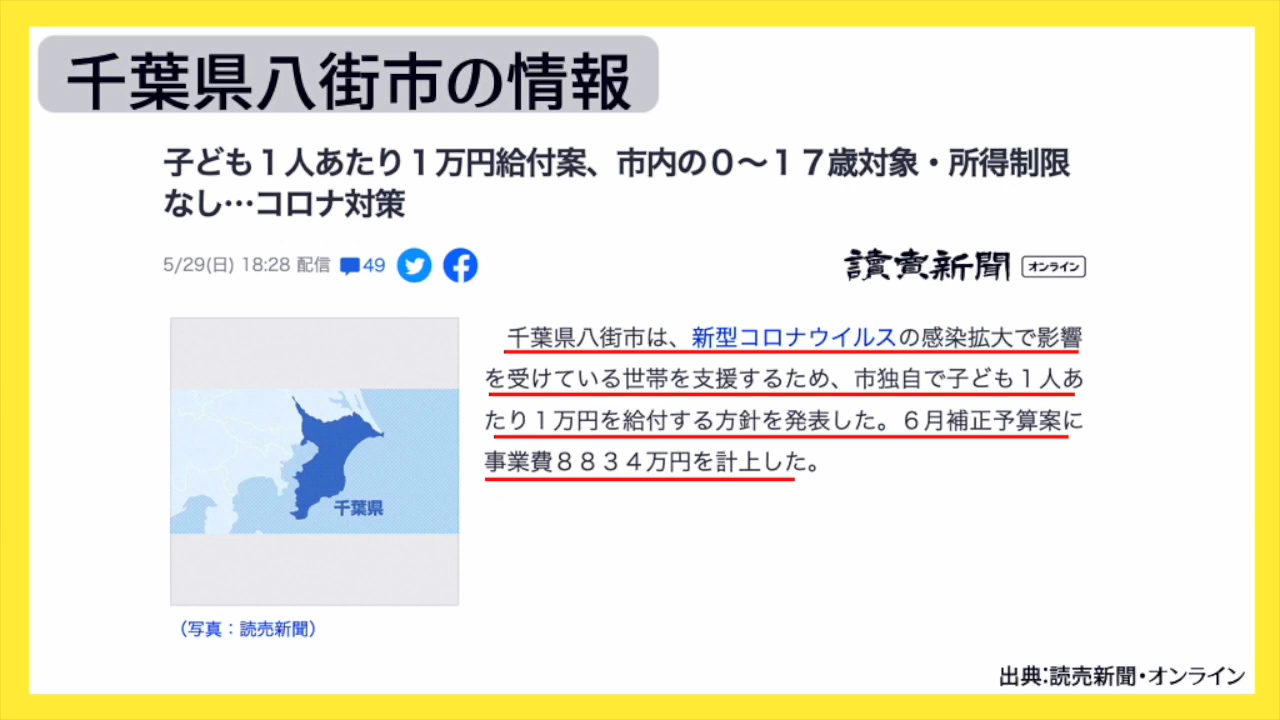 千葉県八街市の情報
子ども１人あたり１万円給付案、市内の０～１７歳対象・所得制限
なし…コロナ対策
5/29(日) 18:28 配信 49
讀賣新聞 オンライン
千葉県八街市は、新型コロナウイルスの感染拡大で影響
を受けている世帯を支援するため、市独自で子ども１人あ
たり１万円を給付する方針を発表した。６月補正予算案に
事業費８８３４万円を計上した。
千葉県
（写真：読売新聞）
出典:読売新聞・オンライン